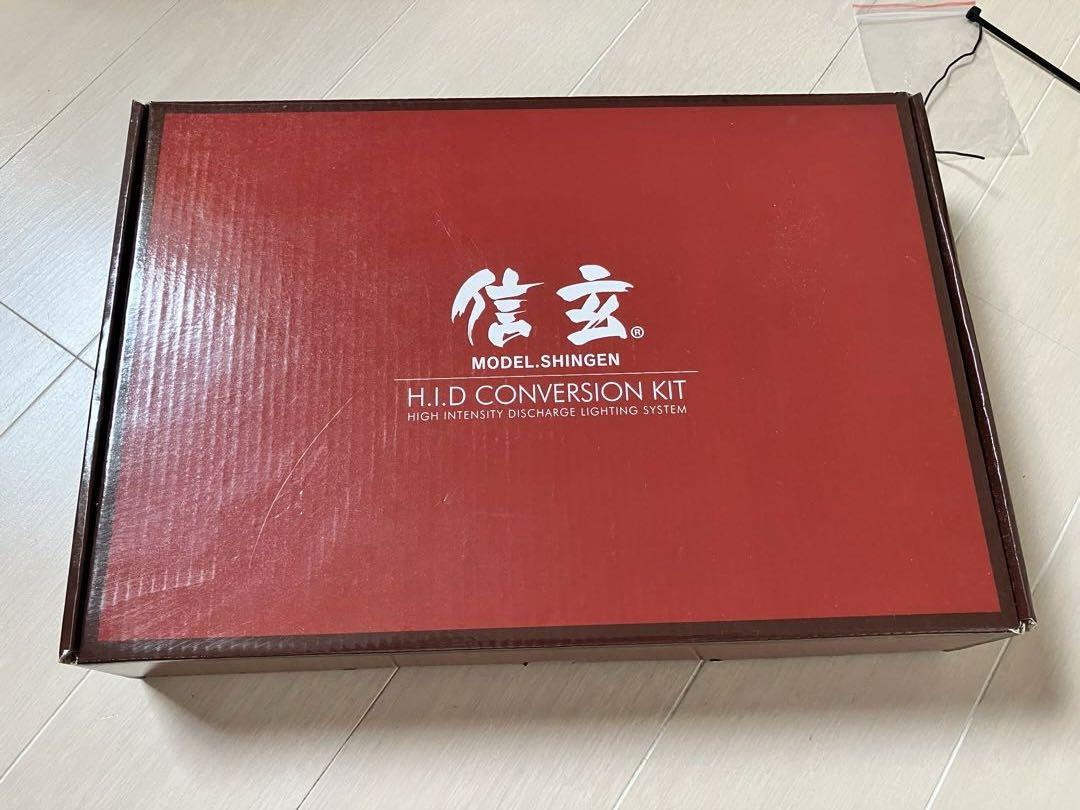 信玄®
MODEL.SHINGEN
H.I.D CONVERSION KIT
HIGH INTENSITY DISCHARGE LIGHTING SYSTEM